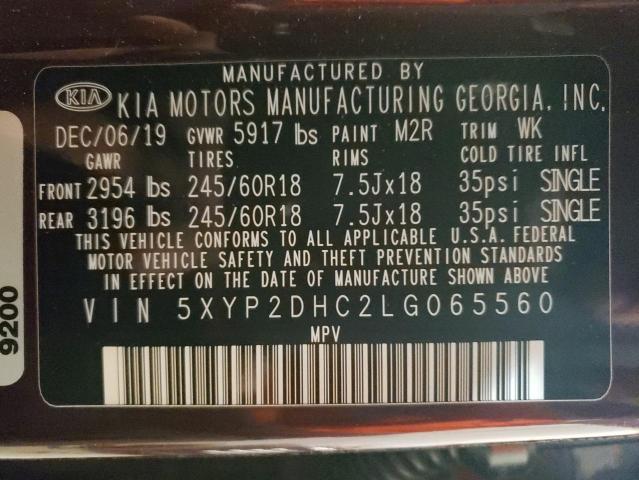 MANUFACTURED BY
KIA KIA MOTORS MANUFACTURING GEORGIA, INC.
DEC/06/19 GVWR 5917 lbs PAINT M2R TRIM WK
GAWR TIRES RIMS COLD TIRE INFL
FRONT 2954 lbs 245/60R18 7.5Jx18 35psi SINGLE
REAR 3196 lbs 245/60R18 7.5Jx18 35psi SINGLE
THIS VEHICLE CONFORMS TO ALL APPLICABLE U.S.A. FEDERAL
MOTOR VEHICLE SAFETY AND THEFT PREVENTION STANDARDS
IN EFFECT ON THE DATE OF MANUFACTURE SHOWN ABOVE
VIN 5XYP2DHC2LG065560
MPV
9200